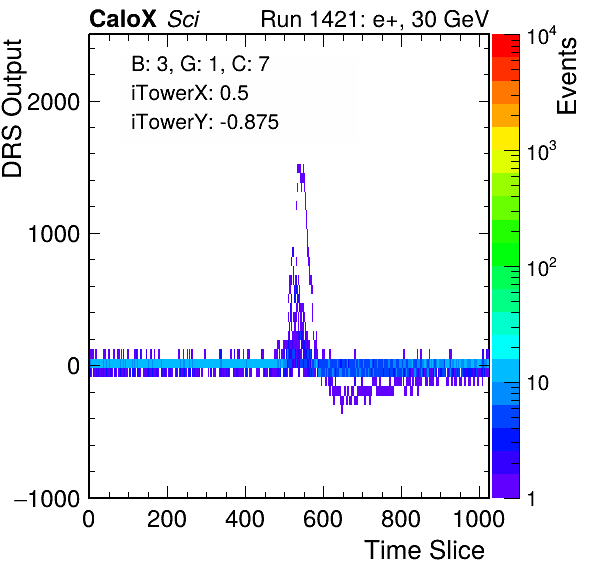 CaloX Sci Run 1421: e+, 30 GeV
B: 3, G: 1, C: 7
iTowerX: 0.5
iTowerY: -0.875
DRS Output
2000
1000
0
−1000
0 200 400 600 800 1000
Time Slice
Events
10^4
10^3
10^2
10
1